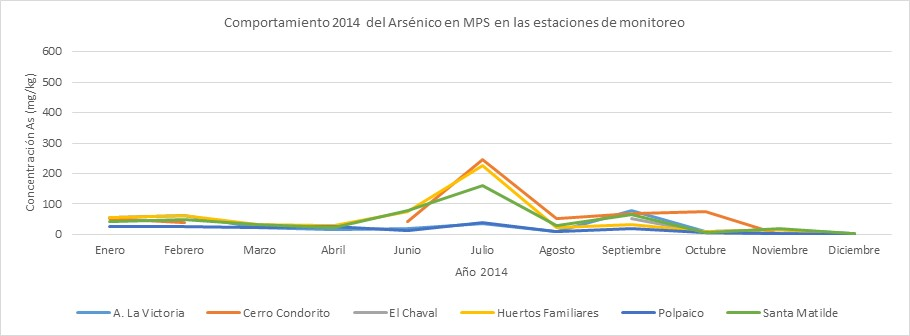 Comportamiento 2014 del Arsénico en MPS en las estaciones de monitoreo
600
500
400
300
200
100
0
Concentración As (mg/kg)
Enero Febrero Marzo Abril Junio Julio Agosto Septiembre Octubre Noviembre Diciembre
Año 2014
A. La Victoria Cerro Condorito El Chaval Huertos Familiares Polpaico Santa Matilde